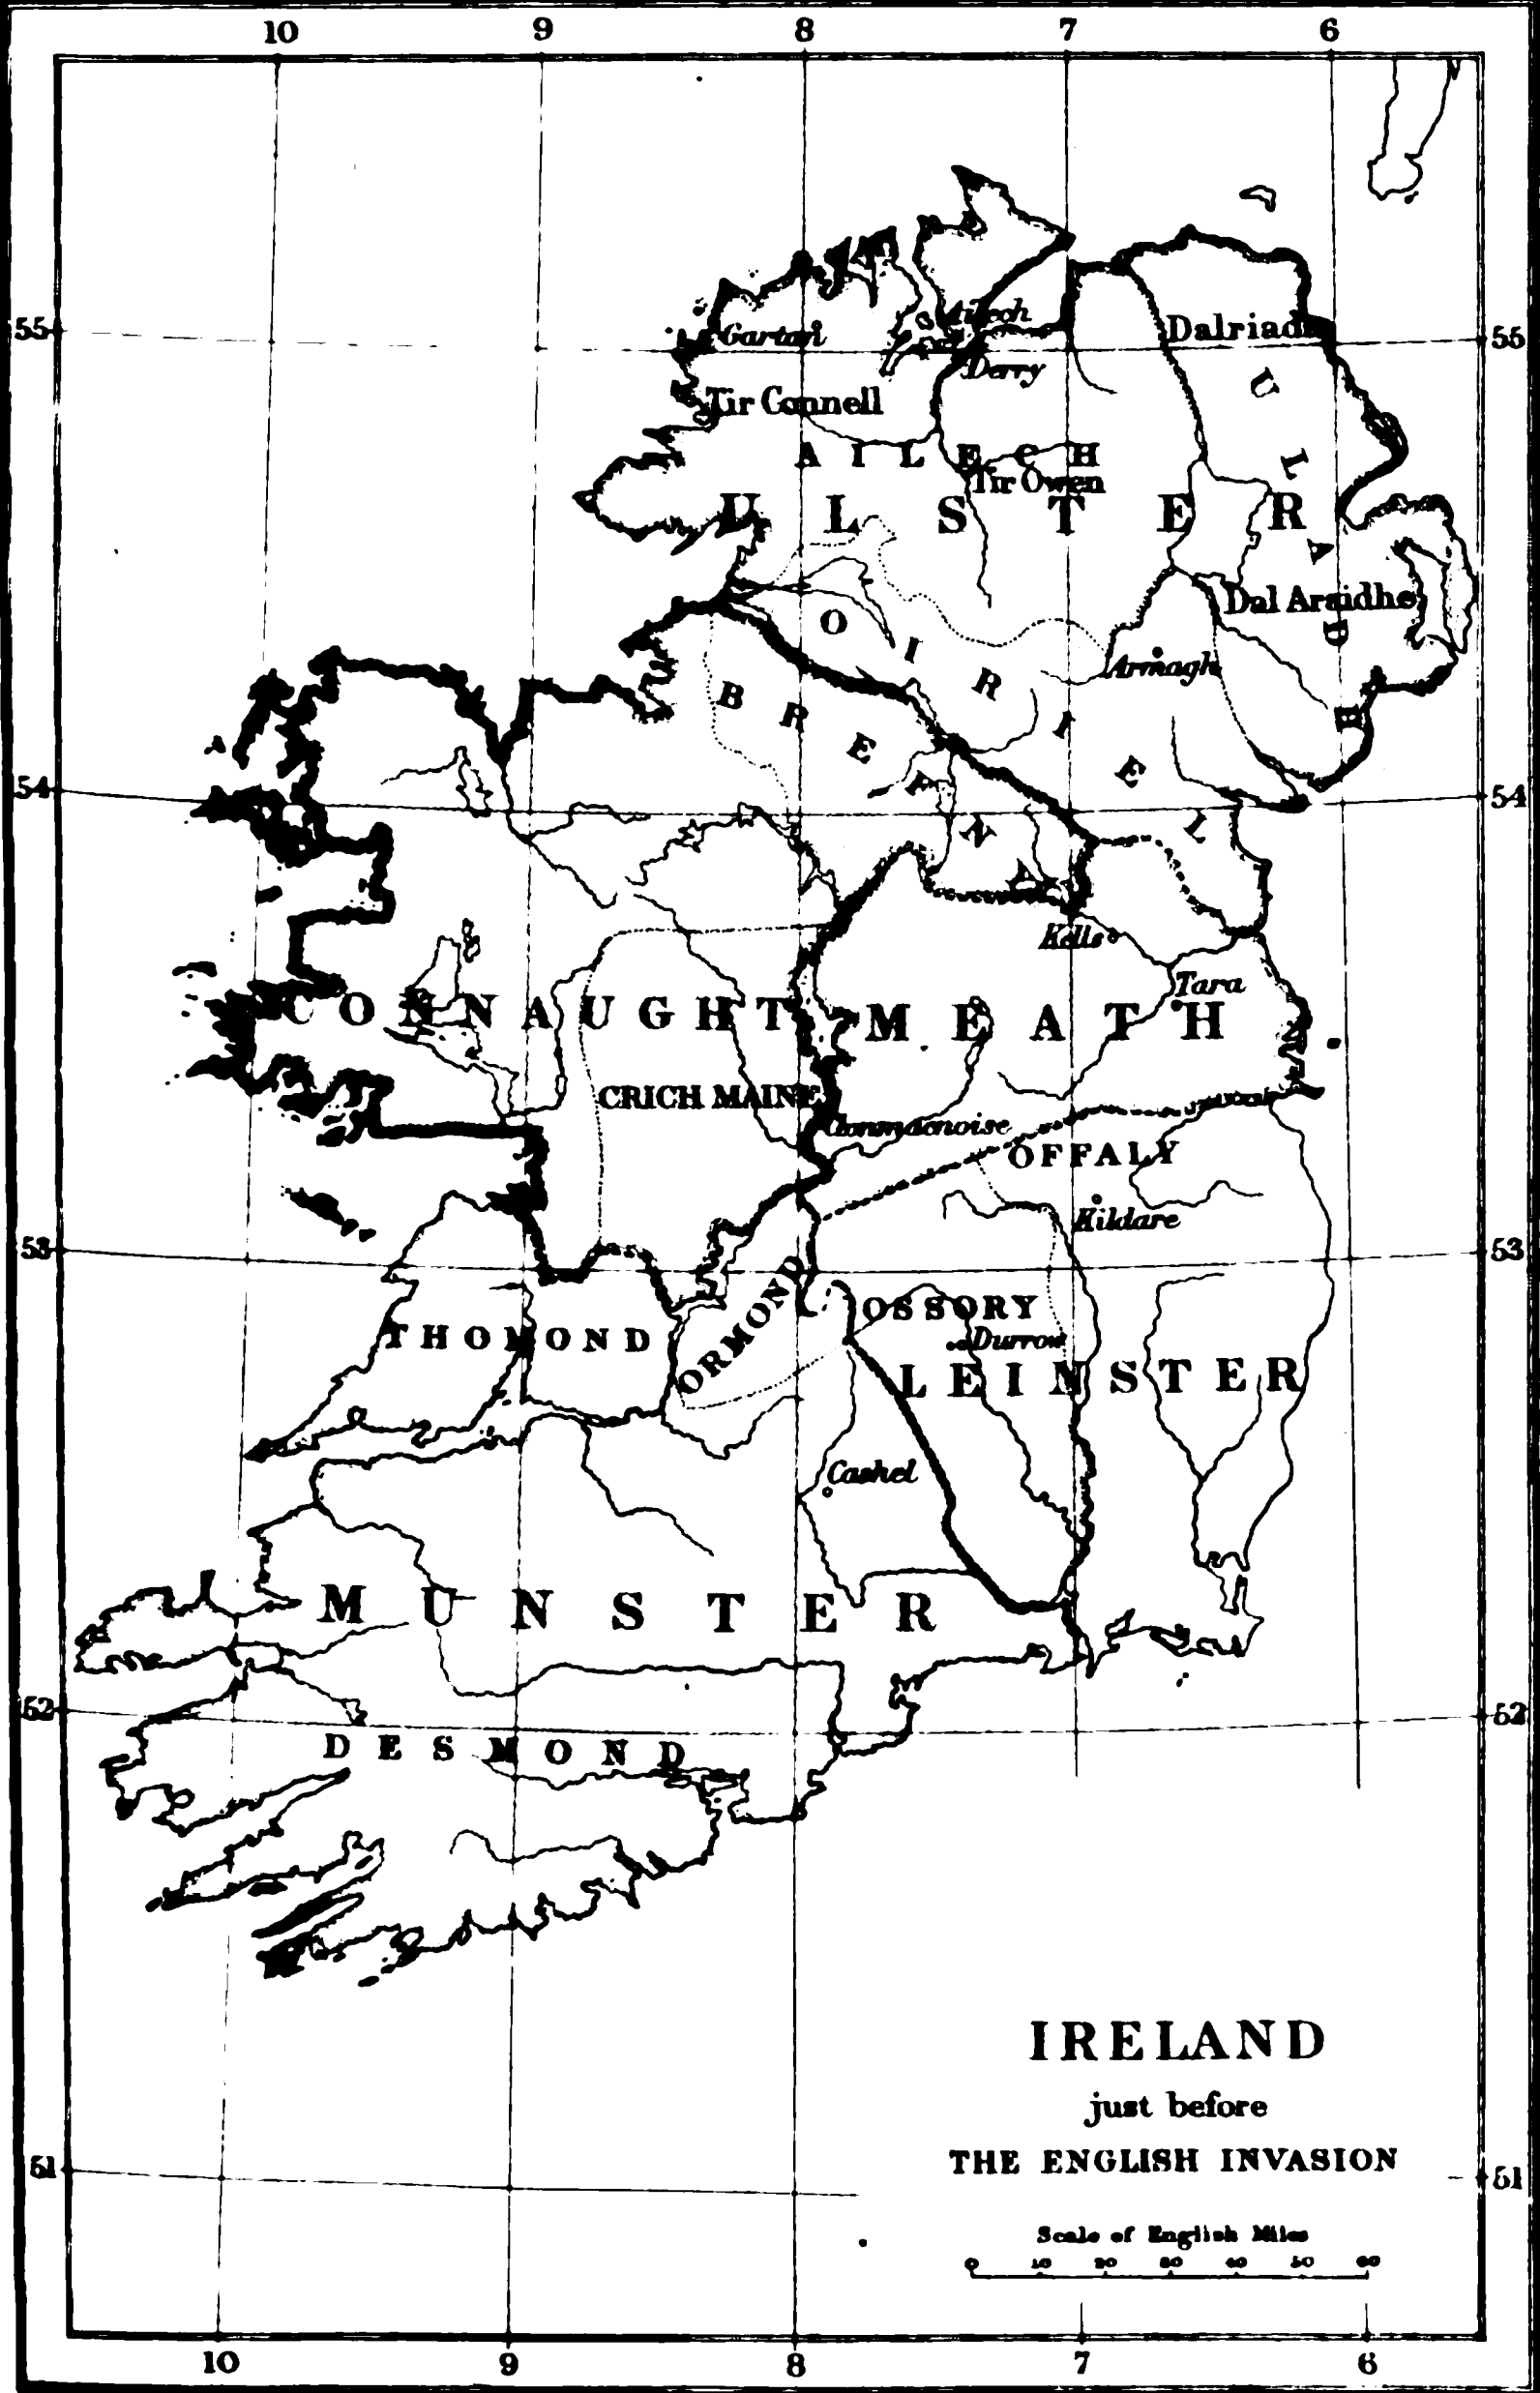 10 9 8 7 6
Ailech
55 Gartan Dalriada 55
Derry
Tir Connell
AILECH
Tir Owen
ULSTER
ULADH
Dal Araidhe
OIRIEL
Armagh
BREFNA
54 54
Kells
Tara
CONNAUGHT MEATH
CRICH MAINE
Clonmacnoise
OFFALY
Kildare
53 53
ORMOND
OSSORY
THOMOND Durrow
LEINSTER
Cashel
MUNSTER
52 52
DESMOND
IRELAND
just before
THE ENGLISH INVASION
51 51
Scale of English Miles
0 10 20 30 40 50 60
10 9 8 7 6